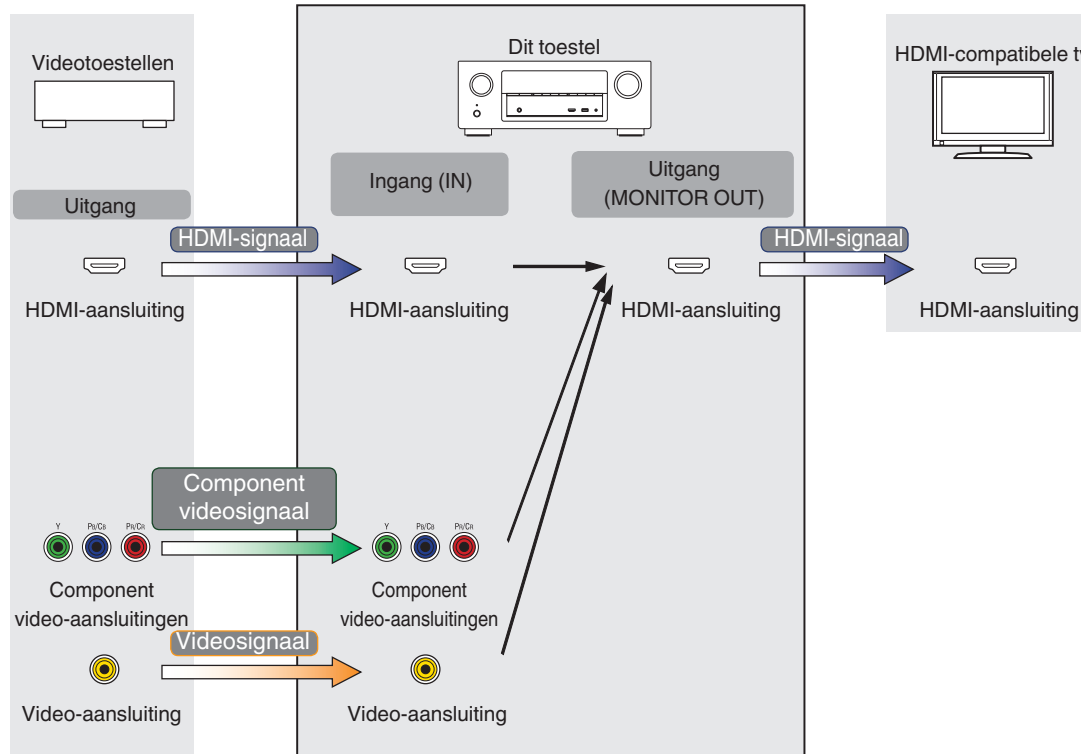 Videotoestellen
Dit toestel
HDMI-compatibele tv
Uitgang
Ingang (IN)
Uitgang
(MONITOR OUT)
HDMI-signaal
HDMI-signaal
HDMI-aansluiting
HDMI-aansluiting
HDMI-aansluiting
HDMI-aansluiting
Component
videosignaal
Y PB/CB PR/CR
Y PB/CB PR/CR
Component
video-aansluitingen
Component
video-aansluitingen
Videosignaal
Video-aansluiting
Video-aansluiting